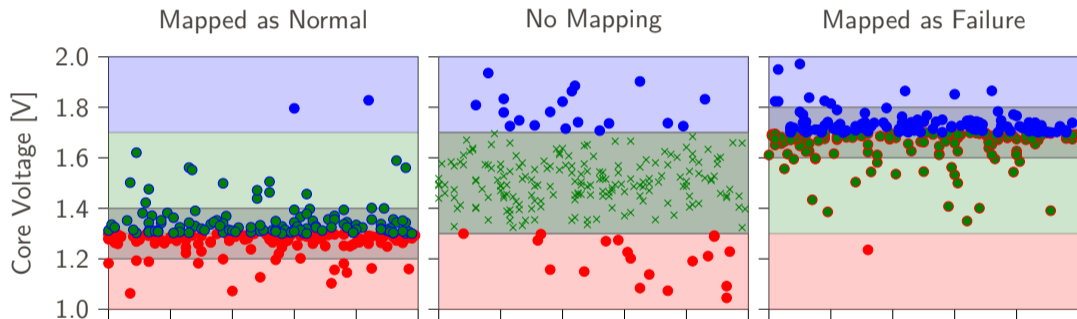 Mapped as Normal
No Mapping
Mapped as Failure
Core Voltage [V]
2.0
1.8
1.6
1.4
1.2
1.0